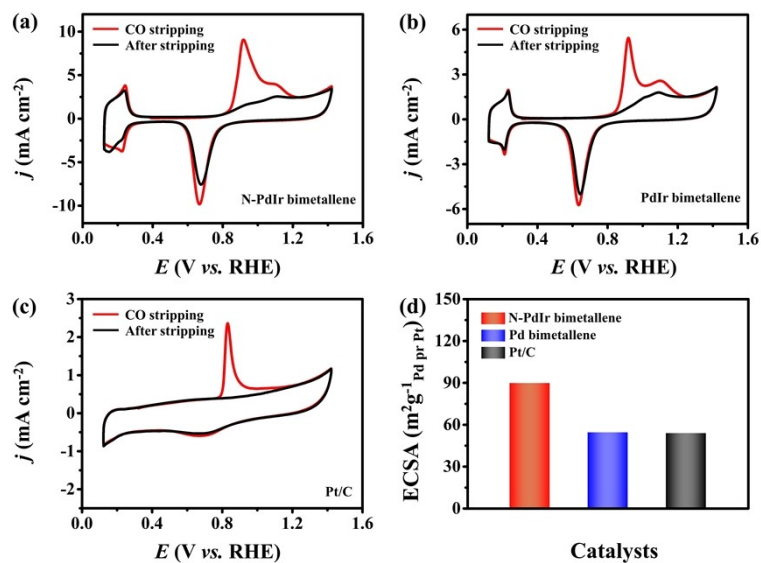 (a)
CO stripping
After stripping
N-PdIr bimetallene
j (mA cm-2)
10
5
0
-5
-10
0.0 0.4 0.8 1.2 1.6
E (V vs. RHE)
(b)
CO stripping
After stripping
PdIr bimetallene
j (mA cm-2)
6
3
0
-3
-6
0.0 0.4 0.8 1.2 1.6
E (V vs. RHE)
(c)
CO stripping
After stripping
Pt/C
j (mA cm-2)
3
2
1
0
-1
-2
0.0 0.4 0.8 1.2 1.6
E (V vs. RHE)
(d)
N-PdIr bimetallene
Pd bimetallene
Pt/C
ECSA (m2g-1Pd pr Pt)
150
120
90
60
30
0
Catalysts